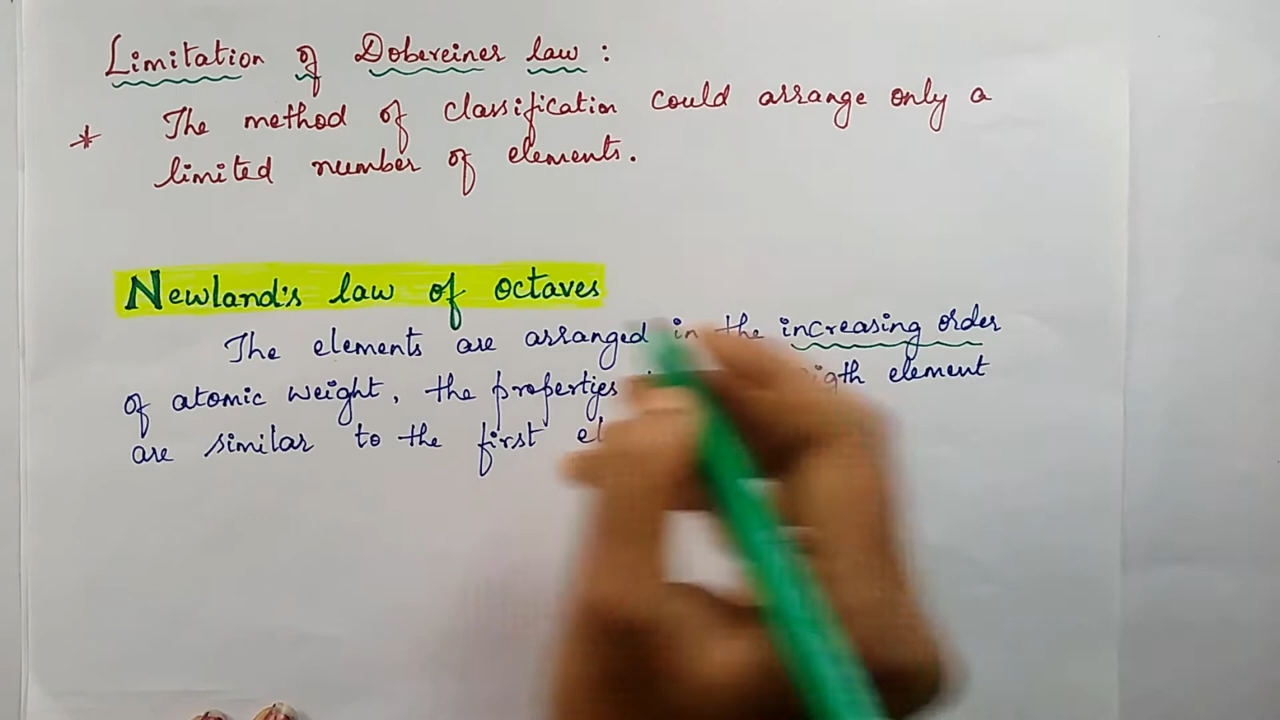 Limitation of Dobereiner law :
* The method of classification could arrange only a
limited number of elements.
Newland's law of octaves
The elements are arranged in the increasing order
of atomic weight, the properties element
are similar to the first